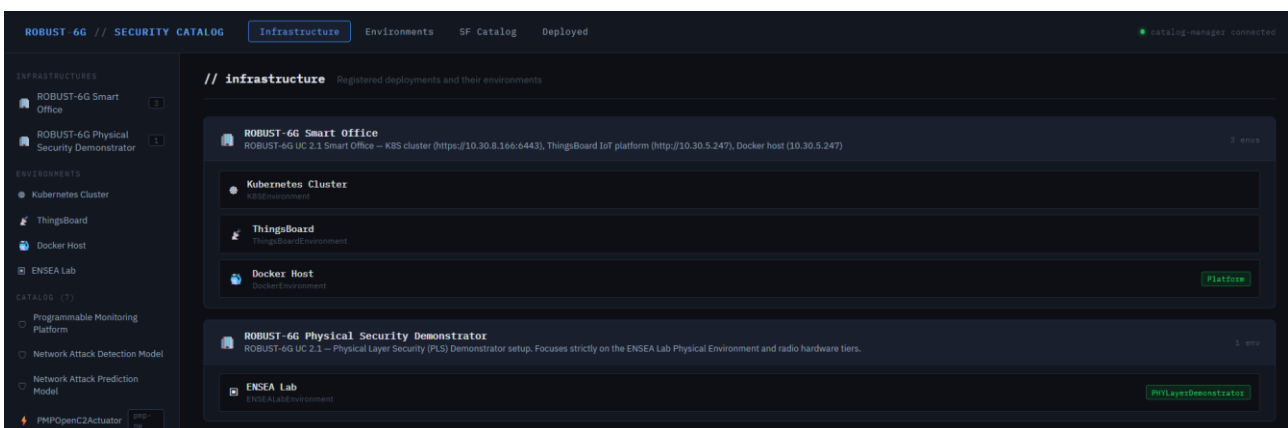 ROBUST-6G // SECURITY CATALOG
Infrastructure
Environments
SF Catalog
Deployed
catalog-manager connected
INFRASTRUCTURES
ROBUST-6G Smart
Office
3
ROBUST-6G Physical
Security Demonstrator
1
ENVIRONMENTS
Kubernetes Cluster
ThingsBoard
Docker Host
ENSEA Lab
CATALOG (7)
Programmable Monitoring
Platform
Network Attack Detection Model
Network Attack Prediction
Model
PMPOpenC2Actuator
// infrastructure Registered deployments and their environments
ROBUST-6G Smart Office
ROBUST-6G UC 2.1 Smart Office — K8S cluster (https://10.30.8.166:6443), ThingsBoard IoT platform (http://10.30.5.247), Docker host (10.30.5.247)
3 envs
Kubernetes Cluster
K8SEnvironment
ThingsBoard
ThingsBoardEnvironment
Docker Host
DockerEnvironment
Platform
ROBUST-6G Physical Security Demonstrator
ROBUST-6G UC 2.1 — Physical Layer Security (PLS) Demonstrator setup. Focuses strictly on the ENSEA Lab Physical Environment and radio hardware tiers.
1 env
ENSEA Lab
ENSEALabEnvironment
PHYLayerDemonstrator